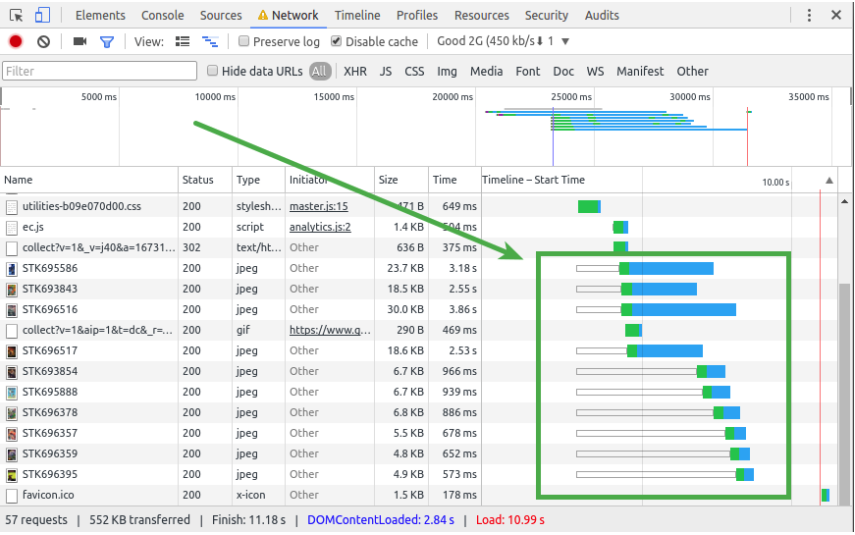 Elements Console Sources Network Timeline Profiles Resources Security Audits
View: Preserve log Disable cache Good 2G (450 kb/s⬇ 1 ▼
Filter Hide data URLs All XHR JS CSS Img Media Font Doc WS Manifest Other
5000 ms 10000 ms 15000 ms 20000 ms 25000 ms 30000 ms 35000 ms
Name Status Type Initiator Size Time Timeline – Start Time 10.00 s ▲
utilities-b09e070d00.css 200 stylesh... master.js:15 471 B 649 ms
ec.js 200 script analytics.js:2 1.4 KB 504 ms
collect?v=1&_v=j40&a=16731... 302 text/ht... Other 636 B 375 ms
STK695586 200 jpeg Other 23.7 KB 3.18 s
STK693843 200 jpeg Other 18.5 KB 2.55 s
STK696516 200 jpeg Other 30.0 KB 3.86 s
collect?v=1&aip=1&t=dc&_r=... 200 gif https://www.g... 290 B 469 ms
STK696517 200 jpeg Other 18.6 KB 2.53 s
STK693854 200 jpeg Other 6.7 KB 966 ms
STK695888 200 jpeg Other 6.7 KB 939 ms
STK696378 200 jpeg Other 6.8 KB 886 ms
STK696357 200 jpeg Other 5.5 KB 678 ms
STK696359 200 jpeg Other 4.8 KB 652 ms
STK696395 200 jpeg Other 4.9 KB 573 ms
favicon.ico 200 x-icon Other 1.5 KB 178 ms
57 requests | 552 KB transferred | Finish: 11.18 s | DOMContentLoaded: 2.84 s | Load: 10.99 s